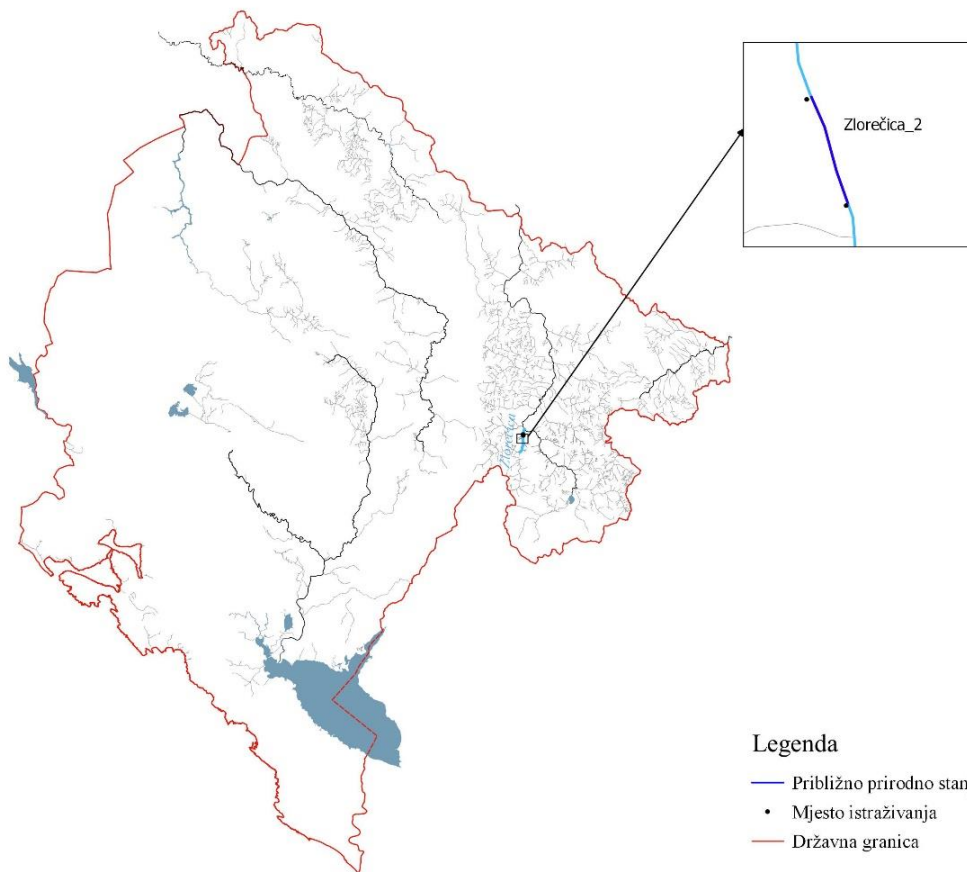 Zlorečica_2
Zlorečica
Legenda
Približno prirodno stan
Mjesto istraživanja
Državna granica